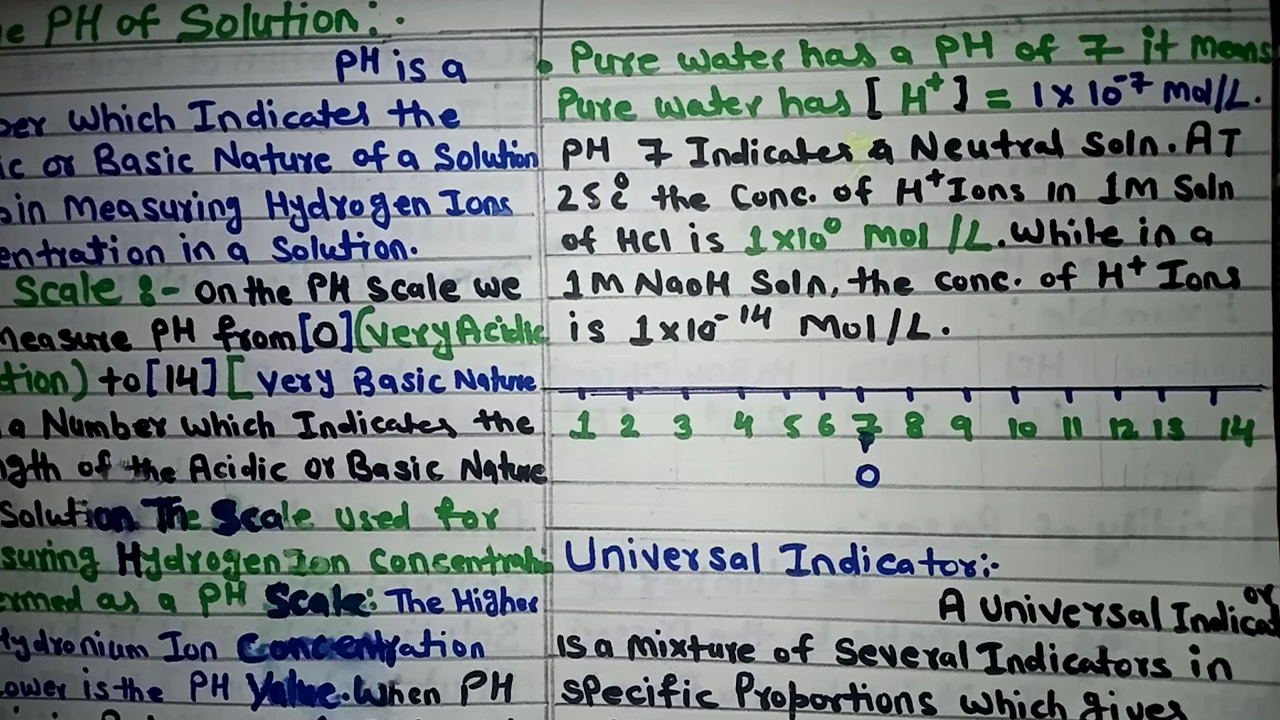 e PH of Solution:.
PH is a
ber which Indicates the
ic or Basic Nature of a Solution
in Measuring Hydrogen Ions
entration in a Solution.
Scale :- on the PH Scale we
Measure PH from [0] (very Acidic
tion) to [14] [very Basic Nature
a Number which Indicates the
gth of the Acidic or Basic Nature
Solution The Scale used for
suring Hydrogen Ion Concentrati
ermed as a PH Scale: The Higher
Hydronium Ion Concentration
Lower is the PH Value. When PH
• Pure water has a PH of 7 it means
Pure water has [H⁺] = 1 x 10⁻⁷ mol/L.
PH 7 Indicates a Neutral Soln. AT
25°C the Conc. of H⁺ Ions in 1M Soln
of HCl is 1x10⁰ Mol/L. While in a
1M NaoH Soln, the conc. of H⁺ Ions
is 1x10⁻¹⁴ Mol/L.
1 2 3 4 5 6 7 8 9 10 11 12 13 14
0
Universal Indicator:-
A Universal Indicator
is a mixture of Several Indicators in
Specific Proportions which gives